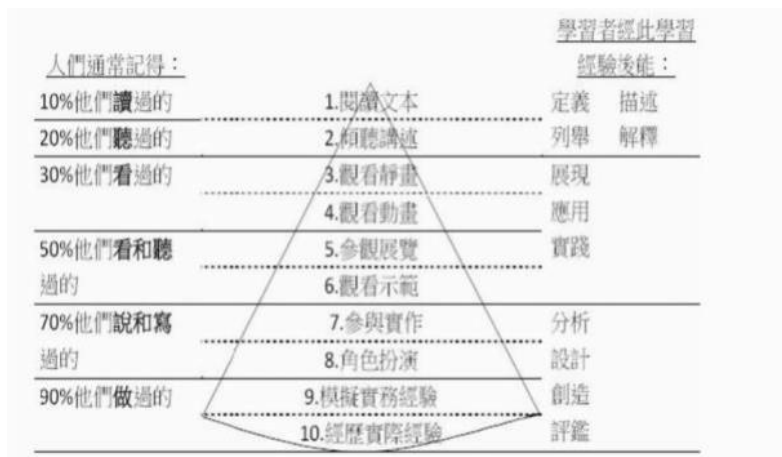 學習者經此學習
人們通常記得： 經驗後能：
10%他們讀過的 1.閱讀文本 定義 描述
20%他們聽過的 2.傾聽講述 列舉 解釋
30%他們看過的 3.觀看靜畫 展現
4.觀看動畫 應用
50%他們看和聽 5.參觀展覽 實踐
過的 6.觀看示範
70%他們說和寫 7.參與實作 分析
過的 8.角色扮演 設計
90%他們做過的 9.模擬實務經驗 創造
10.經歷實際經驗 評鑑